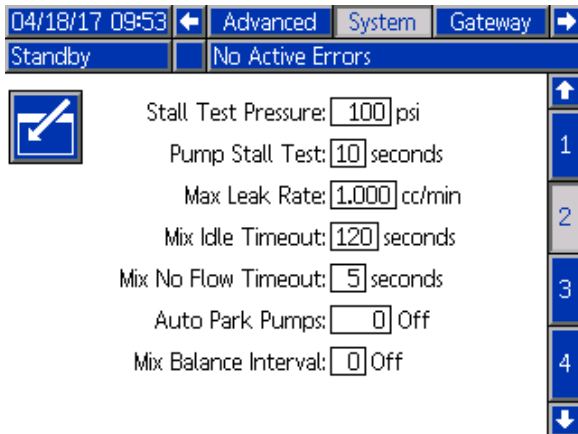 04/18/17 09:53 Advanced System Gateway
Standby No Active Errors
Stall Test Pressure: 100 psi
1
Pump Stall Test: 10 seconds
Max Leak Rate: 1.000 cc/min
2
Mix Idle Timeout: 120 seconds
Mix No Flow Timeout: 5 seconds
3
Auto Park Pumps: 0 Off
Mix Balance Interval: 0 Off
4